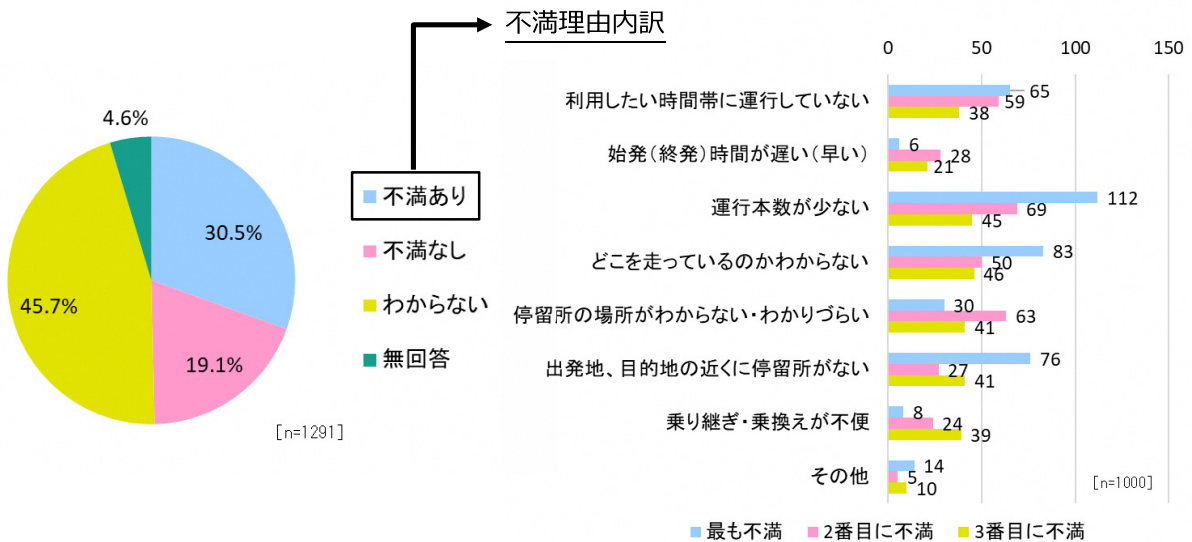 不満理由内訳
4.6%
30.5%
45.7%
19.1%
不満あり
不満なし
わからない
無回答
[n=1291]
0 50 100 150
利用したい時間帯に運行していない 65 59 38
始発(終発)時間が遅い(早い) 6 28 21
運行本数が少ない 112 69 45
どこを走っているのかわからない 83 50 46
停留所の場所がわからない・わかりづらい 30 63 41
出発地、目的地の近くに停留所がない 76 27 41
乗り継ぎ・乗換えが不便 8 24 39
その他 14 5 10
[n=1000]
最も不満 2番目に不満 3番目に不満